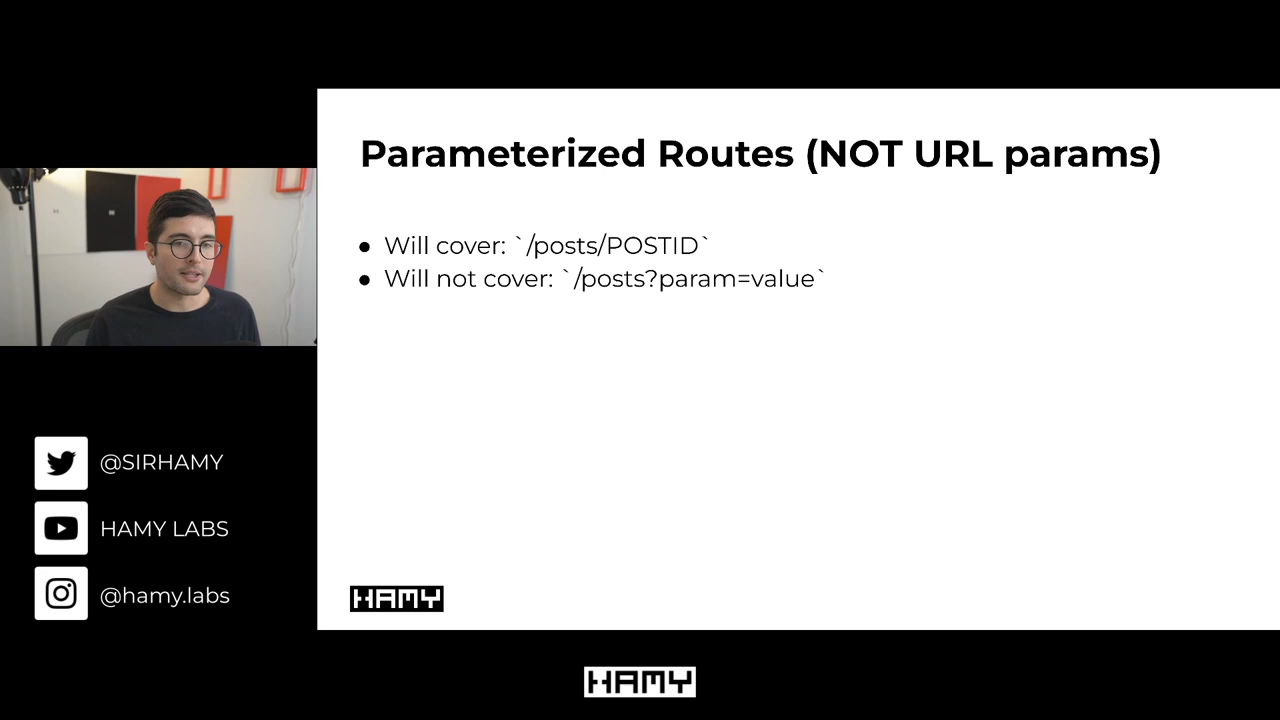 Parameterized Routes (NOT URL params)
● Will cover: `/posts/POSTID`
● Will not cover: `/posts?param=value`
@SIRHAMY
HAMY LABS
@hamy.labs
HAMY
HAMY